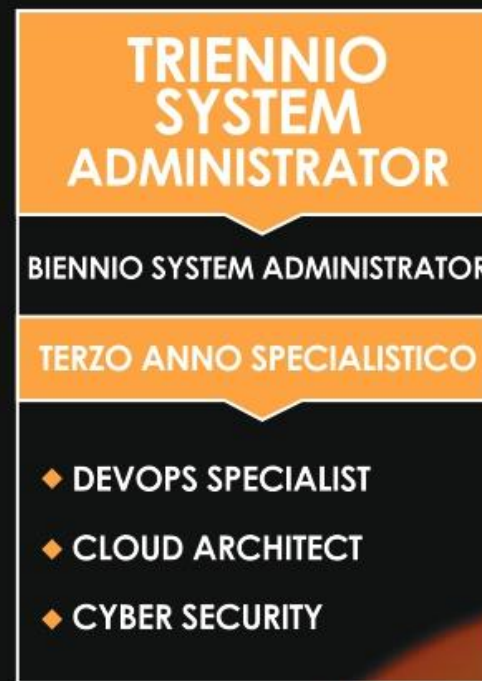 TRIENNIO
SYSTEM
ADMINISTRATOR
BIENNIO SYSTEM ADMINISTRATOR
TERZO ANNO SPECIALISTICO
DEVOPS SPECIALIST
CLOUD ARCHITECT
CYBER SECURITY